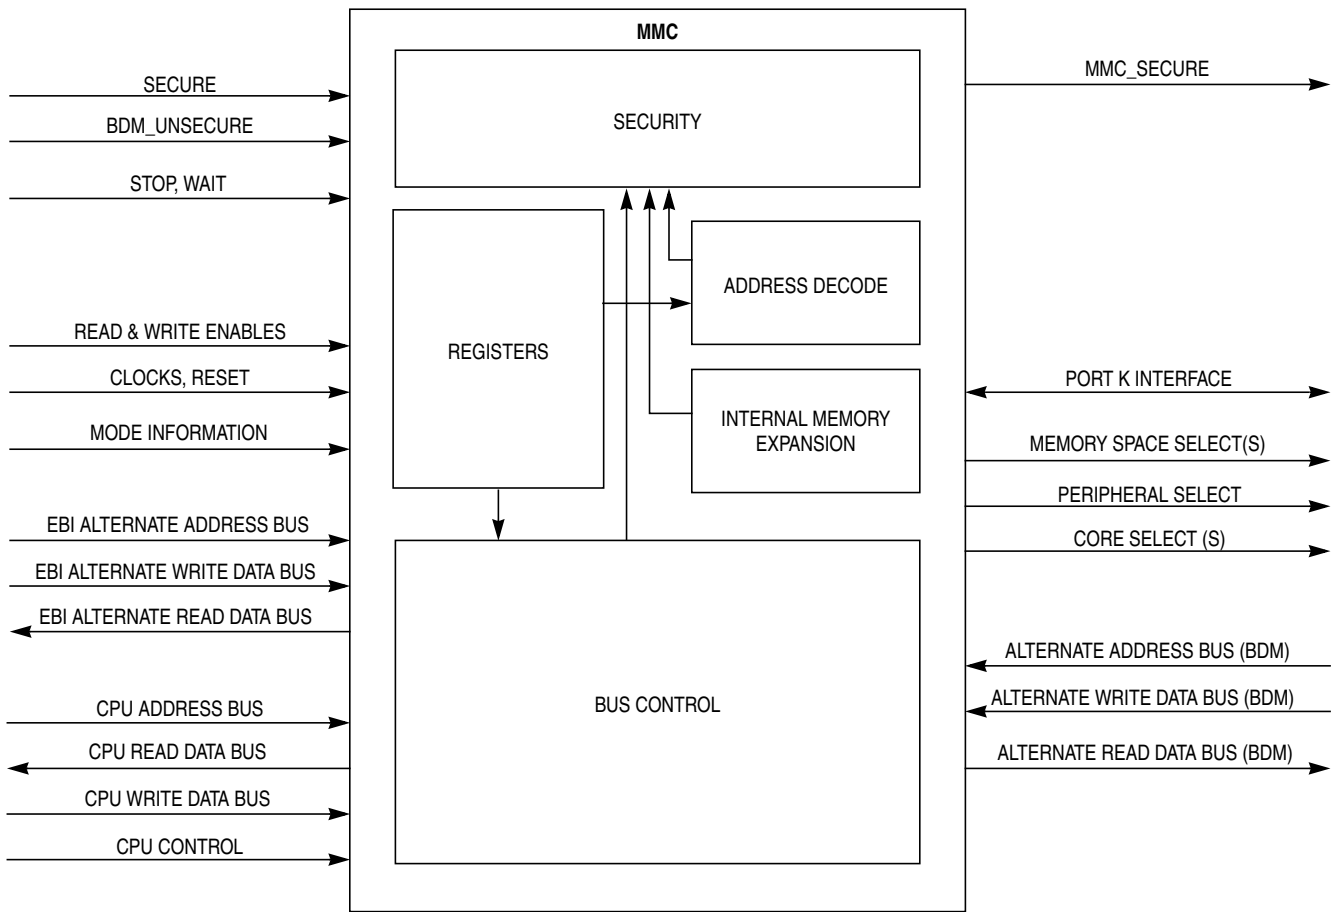 MMC
SECURE
BDM_UNSECURE
STOP, WAIT
READ & WRITE ENABLES
CLOCKS, RESET
MODE INFORMATION
EBI ALTERNATE ADDRESS BUS
EBI ALTERNATE WRITE DATA BUS
EBI ALTERNATE READ DATA BUS
CPU ADDRESS BUS
CPU READ DATA BUS
CPU WRITE DATA BUS
CPU CONTROL
SECURITY
REGISTERS
ADDRESS DECODE
INTERNAL MEMORY
EXPANSION
BUS CONTROL
MMC_SECURE
PORT K INTERFACE
MEMORY SPACE SELECT(S)
PERIPHERAL SELECT
CORE SELECT (S)
ALTERNATE ADDRESS BUS (BDM)
ALTERNATE WRITE DATA BUS (BDM)
ALTERNATE READ DATA BUS (BDM)